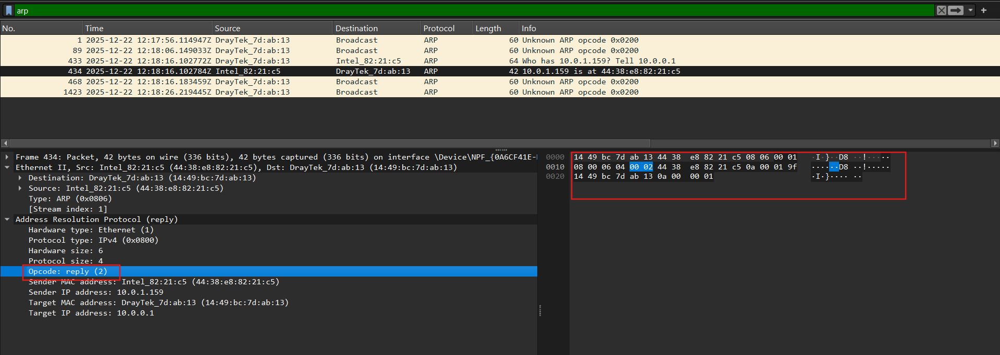 arp
No. Time Source Destination Protocol Length Info
1 2025-12-22 12:17:56.114947Z DrayTek_7d:ab:13 Broadcast ARP 60 Unknown ARP opcode 0x0200
89 2025-12-22 12:18:06.149033Z DrayTek_7d:ab:13 Broadcast ARP 60 Unknown ARP opcode 0x0200
433 2025-12-22 12:18:16.102772Z DrayTek_7d:ab:13 Intel_82:21:c5 ARP 64 Who has 10.0.1.159? Tell 10.0.0.1
434 2025-12-22 12:18:16.102784Z Intel_82:21:c5 DrayTek_7d:ab:13 ARP 42 10.0.1.159 is at 44:38:e8:82:21:c5
468 2025-12-22 12:18:16.183459Z DrayTek_7d:ab:13 Broadcast ARP 60 Unknown ARP opcode 0x0200
1423 2025-12-22 12:18:26.219445Z DrayTek_7d:ab:13 Broadcast ARP 60 Unknown ARP opcode 0x0200
Frame 434: Packet, 42 bytes on wire (336 bits), 42 bytes captured (336 bits) on interface \Device\NPF_{0A6CF41E-
Ethernet II, Src: Intel_82:21:c5 (44:38:e8:82:21:c5), Dst: DrayTek_7d:ab:13 (14:49:bc:7d:ab:13)
Destination: DrayTek_7d:ab:13 (14:49:bc:7d:ab:13)
Source: Intel_82:21:c5 (44:38:e8:82:21:c5)
Type: ARP (0x0806)
[Stream index: 1]
Address Resolution Protocol (reply)
Hardware type: Ethernet (1)
Protocol type: IPv4 (0x0800)
Hardware size: 6
Protocol size: 4
Opcode: reply (2)
Sender MAC address: Intel_82:21:c5 (44:38:e8:82:21:c5)
Sender IP address: 10.0.1.159
Target MAC address: DrayTek_7d:ab:13 (14:49:bc:7d:ab:13)
Target IP address: 10.0.0.1
0000 14 49 bc 7d ab 13 44 38 e8 82 21 c5 08 06 00 01 ·I·}··D8 ··!·····
0010 08 00 06 04 00 02 44 38 e8 82 21 c5 0a 00 01 9f ······D8 ··!·····
0020 14 49 bc 7d ab 13 0a 00 00 01 ·I·}···· ··